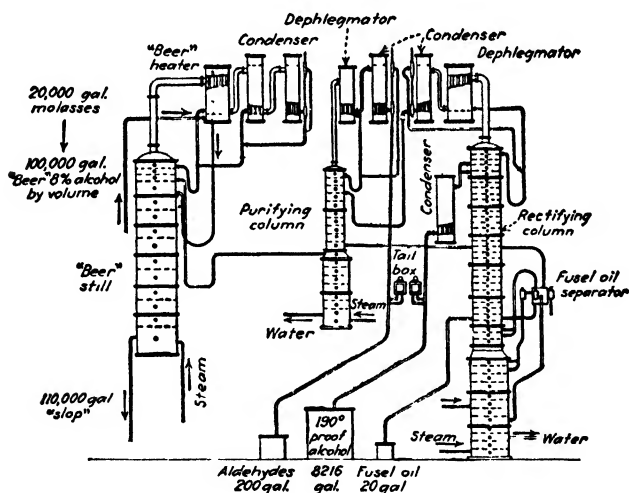 Dephlegmator
"Beer"
heater
Condenser
Condenser
Dephlegmator
20,000 gal.
molasses
100,000 gal.
"Beer" 8% alcohol
by volume
Condenser
Purifying
column
Rectifying
column
"Beer"
still
Tail
box
Fusel oil
separator
Steam
Water
110,000 gal
"slop"
Steam
190°
proof
alcohol
Steam
Water
Aldehydes
200 gal.
8216
gal.
Fusel oil
20 gal